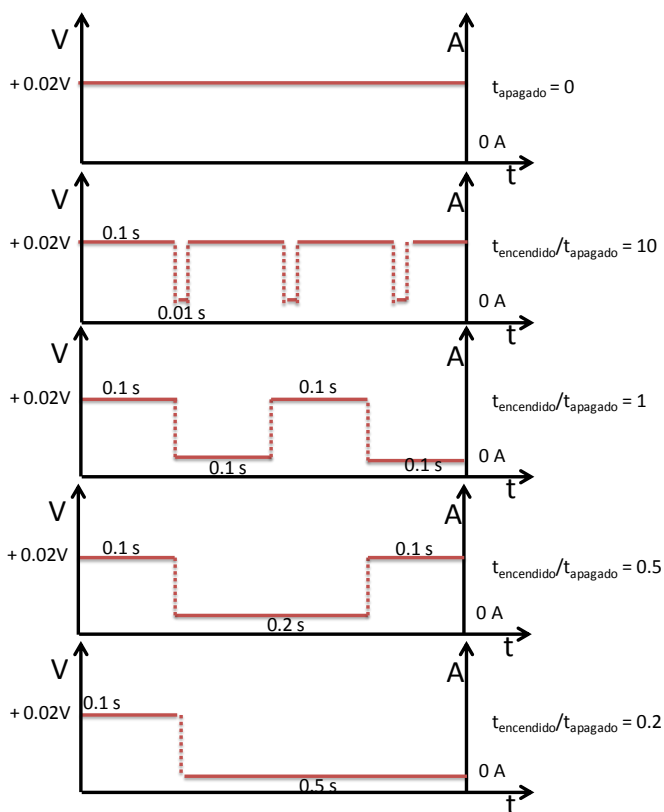 V
A
+ 0.02V
t_apagado = 0
0 A
t
V
A
0.1 s
+ 0.02V
t_encendido/t_apagado = 10
0 A
0.01 s
t
V
A
0.1 s
0.1 s
+ 0.02V
t_encendido/t_apagado = 1
0.1 s
0.1 s
0 A
t
V
A
0.1 s
0.1 s
+ 0.02V
t_encendido/t_apagado = 0.5
0 A
0.2 s
t
V
A
0.1 s
+ 0.02V
t_encendido/t_apagado = 0.2
0 A
0.5 s
t